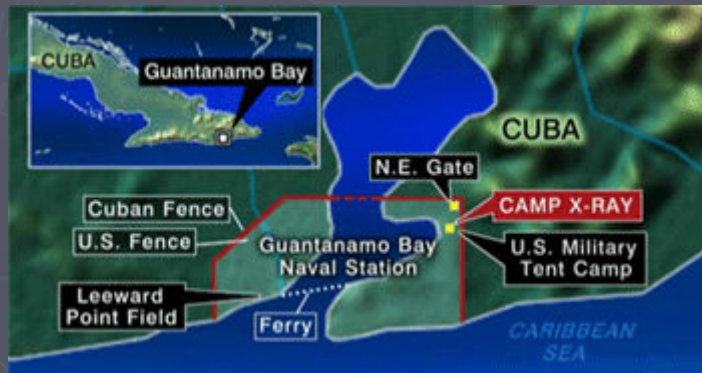 CUBA
Guantanamo Bay
CUBA
N.E. Gate
Cuban Fence
CAMP X-RAY
U.S. Fence
Guantanamo Bay
Naval Station
U.S. Military
Tent Camp
Leeward
Point Field
Ferry
CARIBBEAN
SEA